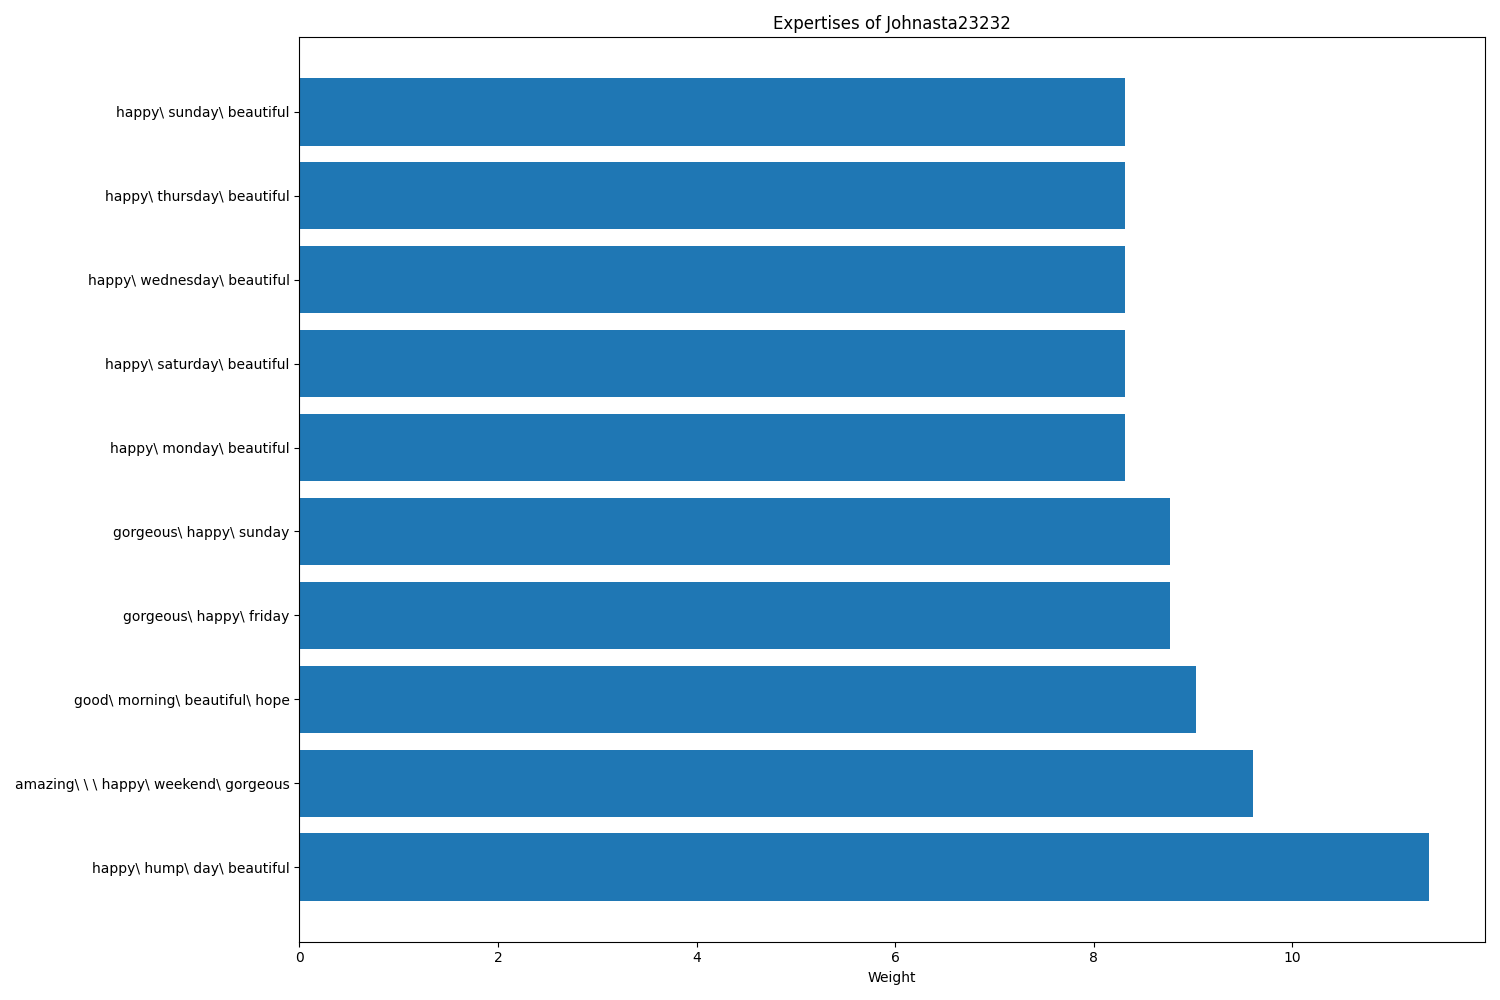 Expertises of Johnasta23232
happy\ sunday\ beautiful
happy\ thursday\ beautiful
happy\ wednesday\ beautiful
happy\ saturday\ beautiful
happy\ monday\ beautiful
gorgeous\ happy\ sunday
gorgeous\ happy\ friday
good\ morning\ beautiful\ hope
amazing\ \ \ happy\ weekend\ gorgeous
happy\ hump\ day\ beautiful
0 2 4 6 8 10
Weight